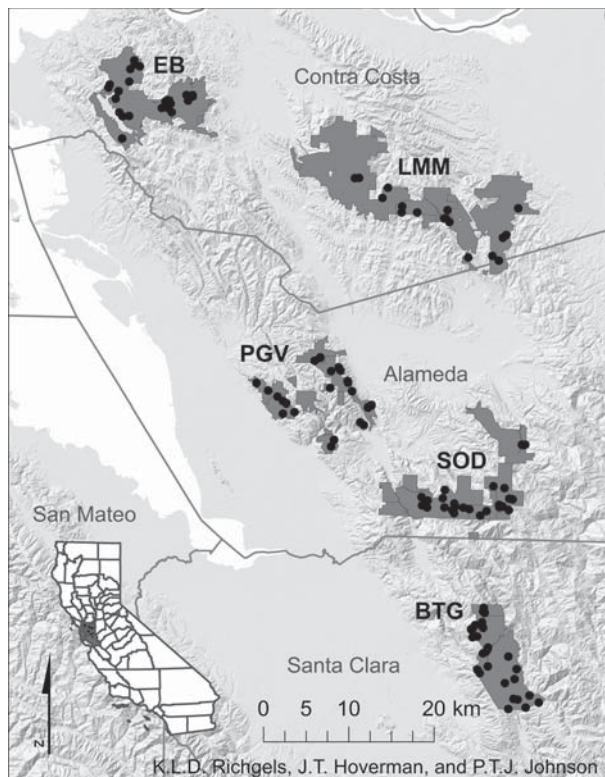 EB
Contra Costa
LMM
PGV
Alameda
SOD
San Mateo
BTG
Santa Clara
0 5 10 20 km
N
K.L.D. Richgels, J.T. Hoverman, and P.T.J. Johnson